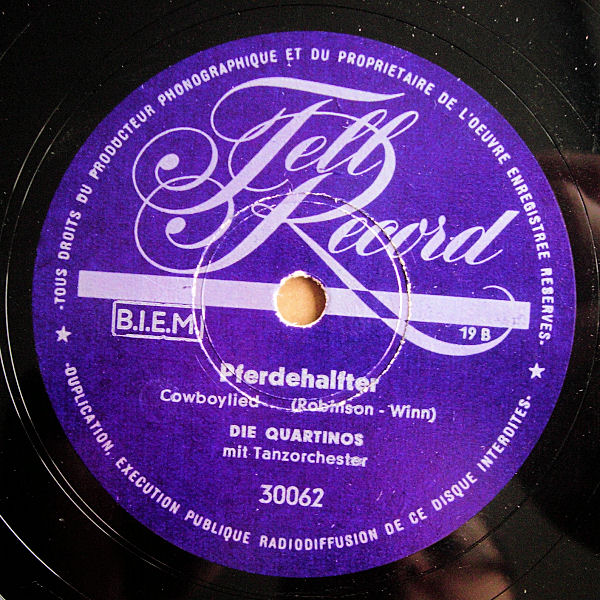 -TOUS DROITS DU PRODUCTEUR PHONOGRAPHIQUE ET DU PROPRIETAIRE DE L'OEUVRE ENREGISTREE RESERVES.
Tell
Record
B.I.E.M.
19 B
Pferdehalfter
Cowboylied (Robinson - Winn)
DIE QUARTINOS
mit Tanzorchester
30062
-DUPLICATION, EXECUTION PUBLIQUE RADIODIFFUSION DE CE DISQUE INTERDITES.